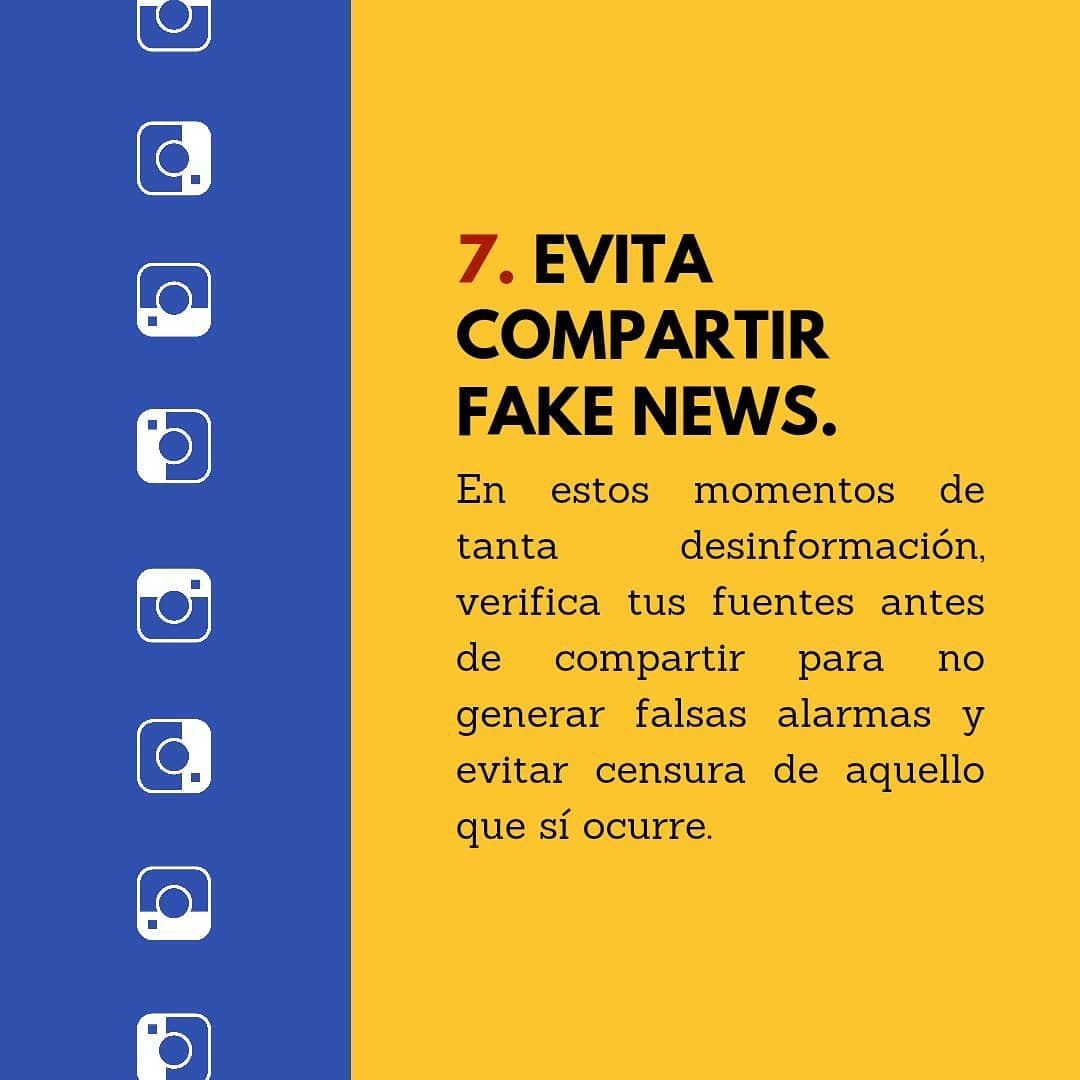 7. EVITA
COMPARTIR
FAKE NEWS.
En estos momentos de
tanta desinformación,
verifica tus fuentes antes
de compartir para no
generar falsas alarmas y
evitar censura de aquello
que sí ocurre.